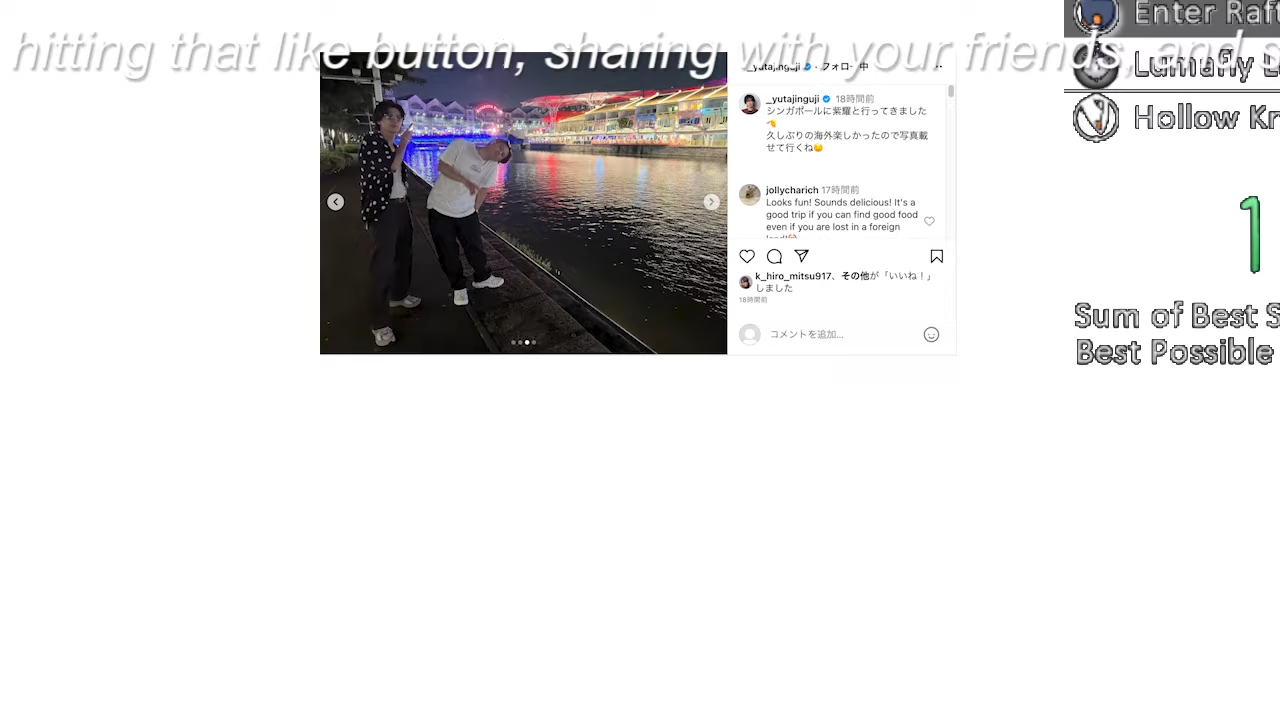 hitting that like button, sharing with your friends, and s
_yutajinguji · フォロー中
_yutajinguji 18時間前
シンガポールに紫耀と行ってきました
久しぶりの海外楽しかったので写真載
せて行くね
jollycharich 17時間前
Looks fun! Sounds delicious! It's a
good trip if you can find good food
even if you are lost in a foreign
k_hiro_mitsu917、その他が「いいね！」
しました
18時間前
コメントを追加...
Enter Raft
Lumafly
Hollow Kn
1
Sum of Best S
Best Possible